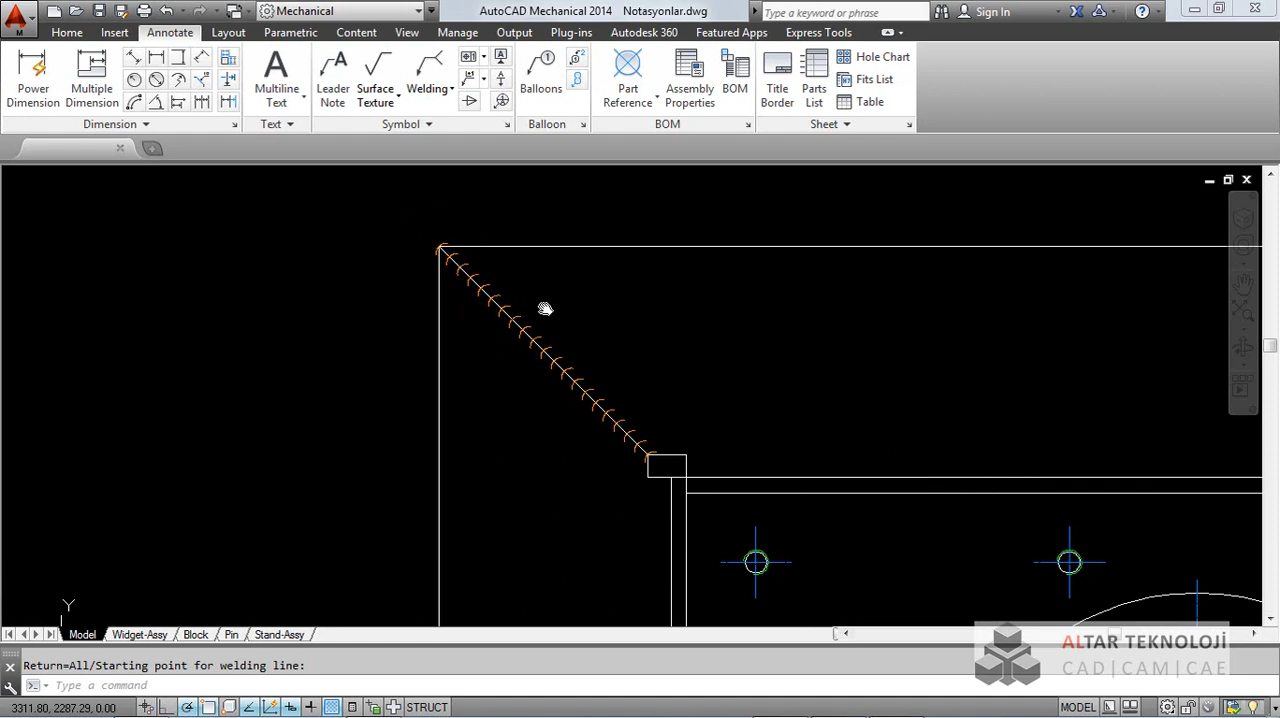 Mechanical
AutoCAD Mechanical 2014 Notasyonlar.dwg
Type a keyword or phrase
Sign In
Home Insert Annotate Layout Parametric Content View Manage Output Plug-ins Autodesk 360 Featured Apps Express Tools
Power Dimension
Multiple Dimension
Multiline Text
Leader Note
Surface Texture
Welding
Balloons
Part Reference
Assembly Properties
BOM
Title Border
Parts List
Hole Chart
Fits List
Table
Dimension Text Symbol Balloon BOM Sheet
Y
Model Widget-Assy Block Pin Stand-Assy
ALTAR TEKNOLOJİ
CAD|CAM|CAE
Return=All/Starting point for welding line:
Type a command
3311.80, 2287.29, 0.00
STRUCT
MODEL